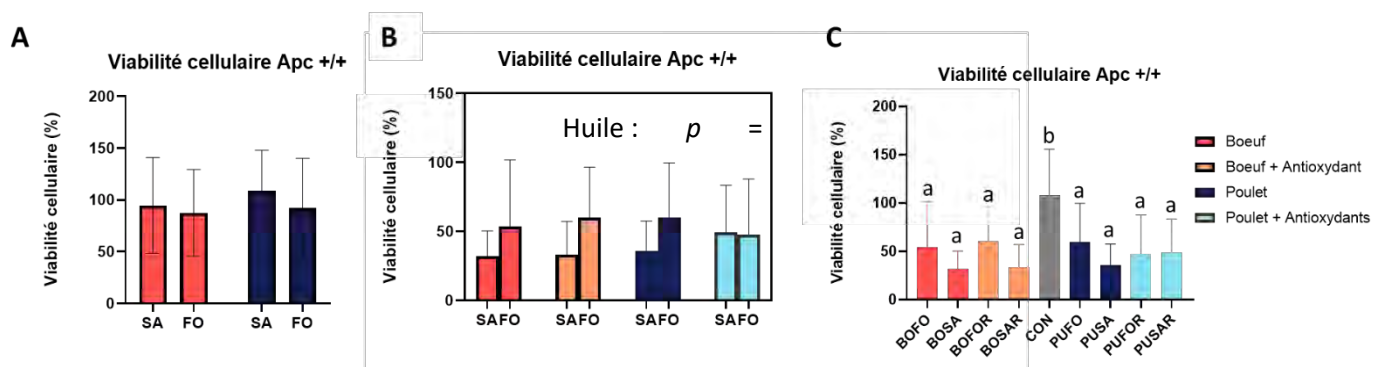 A
Viabilité cellulaire Apc +/+
Viabilité cellulaire (%)
200
150
100
50
0
SA FO SA FO
B
Viabilité cellulaire Apc +/+
Huile : p =
Viabilité cellulaire (%)
150
100
50
0
SAFO SAFO SAFO SAFO
C
Viabilité cellulaire Apc +/+
Viabilité cellulaire (%)
200
150
100
50
0
a a a a b a a a a
BOFO BOSA BOFOR BOSAR CON PUFO PUSA PUFOR PUSAR
Boeuf
Boeuf + Antioxydant
Poulet
Poulet + Antioxydants